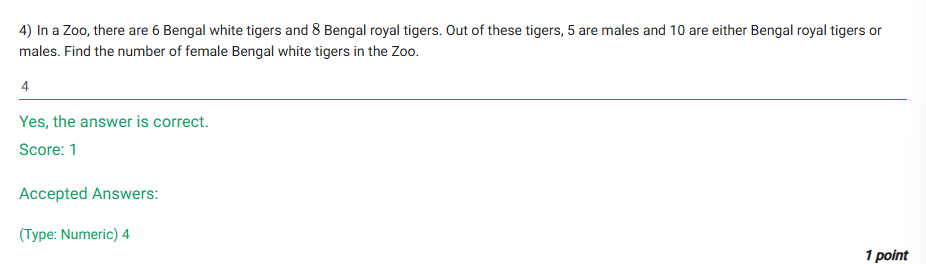 4) In a Zoo, there are 6 Bengal white tigers and 8 Bengal royal tigers. Out of these tigers, 5 are males and 10 are either Bengal royal tigers or
males. Find the number of female Bengal white tigers in the Zoo.
4
Yes, the answer is correct.
Score: 1
Accepted Answers:
(Type: Numeric) 4
1 point